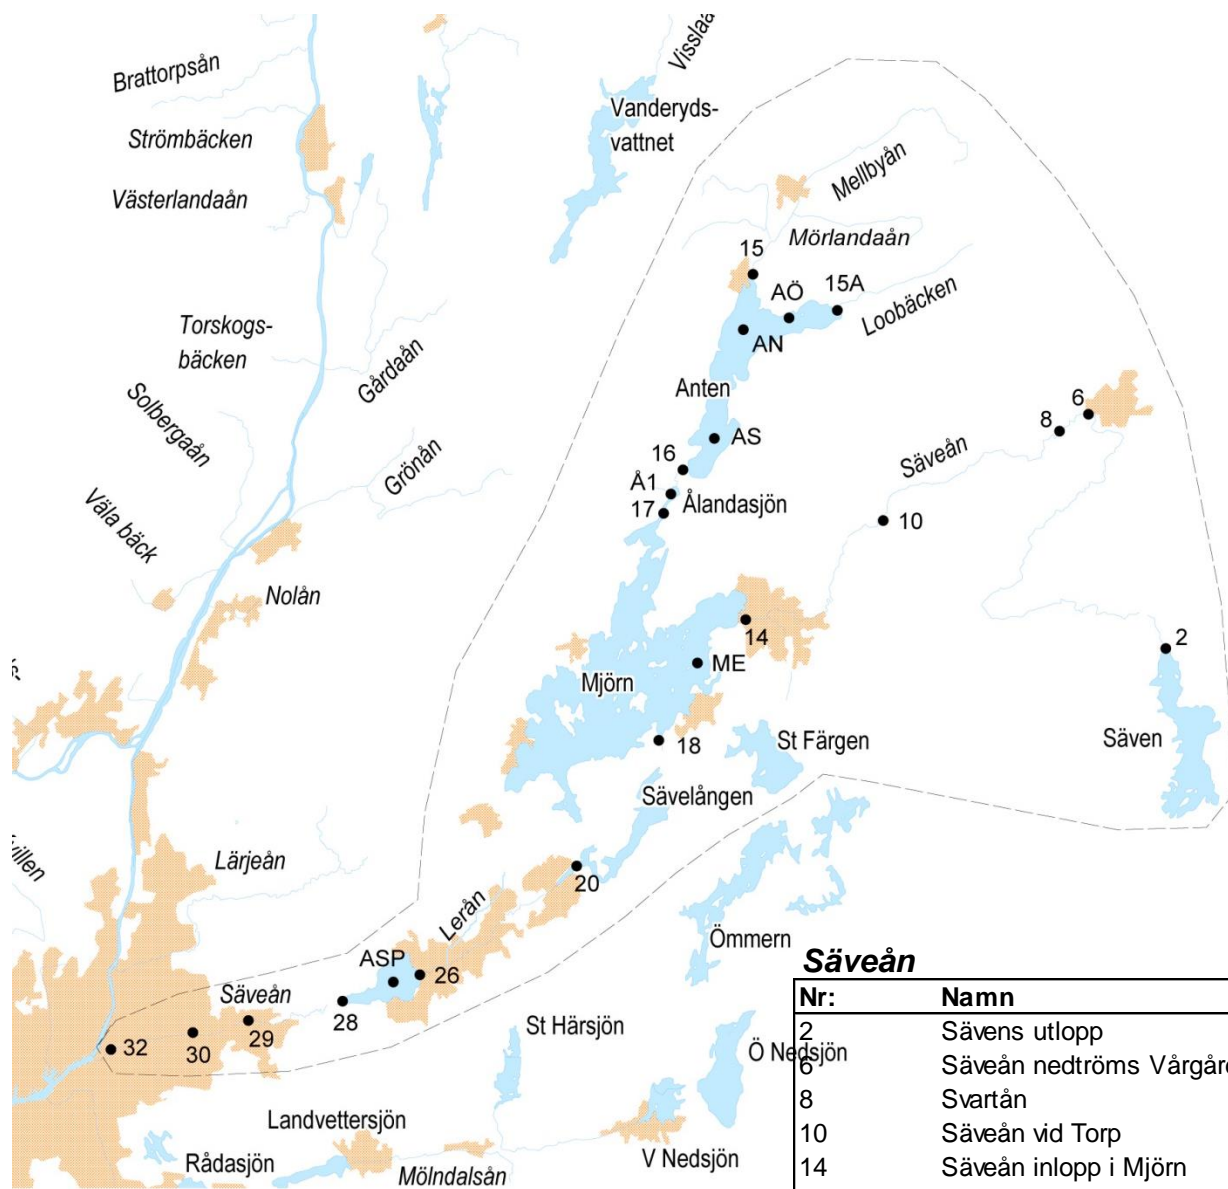 Visslaå
Brattorpsån
Vanderyds-
vattnet
Strömbäcken
Mellbyån
Västerlandaån
Mörlandaån
15
AÖ
15A
Loobäcken
Torskogs-
bäcken
Gårdaån
AN
Anten
Solbergaån
AS
6
8
Säveån
Grönån
16
Å1
Ålandasjön
17
10
Väla bäck
Nolån
14
2
ME
Mjörn
18
St Färgen
Säven
Sävelången
Lärjeån
20
Lerån
Ömmern
ASP
26
Säveån
28
29
30
32
St Härsjön
Ö Nedsjön
Landvettersjön
V Nedsjön
Rådasjön
Mölndalsån
Säveån
Nr: Namn
2 Sävens utlopp
6 Säveån nedtröms Vårgård
8 Svartån
10 Säveån vid Torp
14 Säveån inlopp i Mjörn